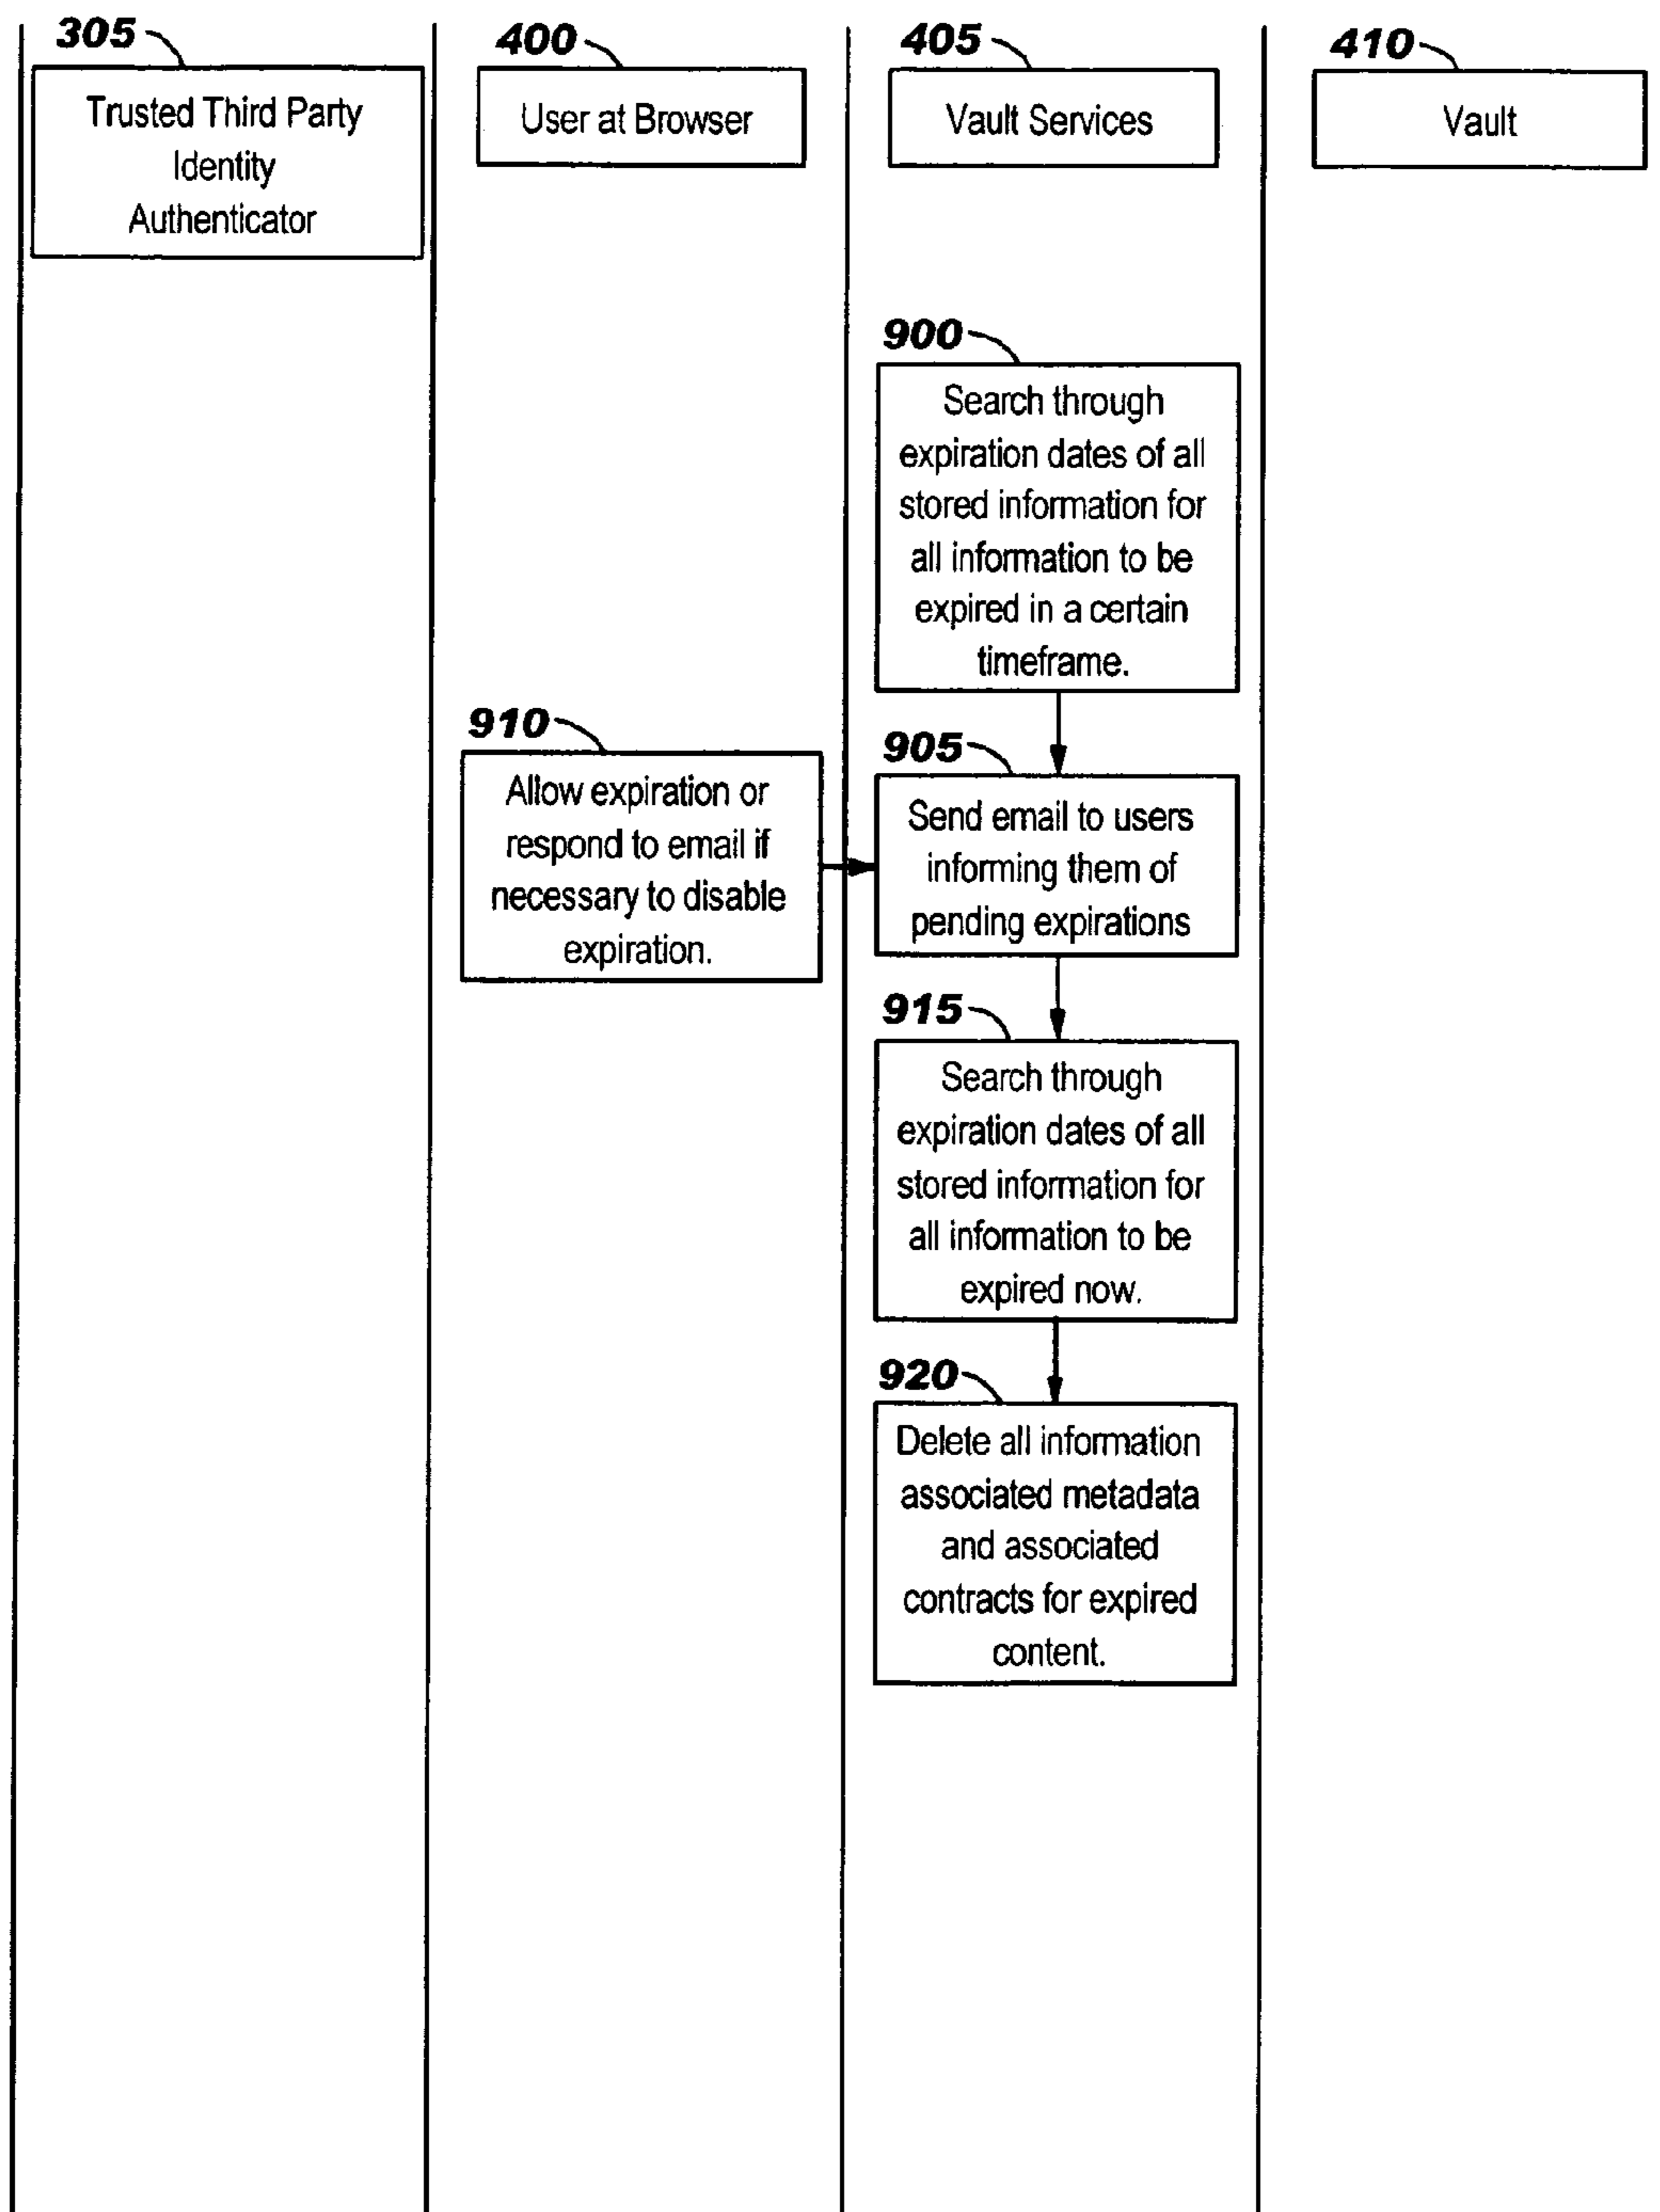 305
Trusted Third Party
Identity
Authenticator
400
User at Browser
405
Vault Services
410
Vault
900
Search through
expiration dates of all
stored information for
all information to be
expired in a certain
timeframe.
910
Allow expiration or
respond to email if
necessary to disable
expiration.
905
Send email to users
informing them of
pending expirations
915
Search through
expiration dates of all
stored information for
all information to be
expired now.
920
Delete all information
associated metadata
and associated
contracts for expired
content.